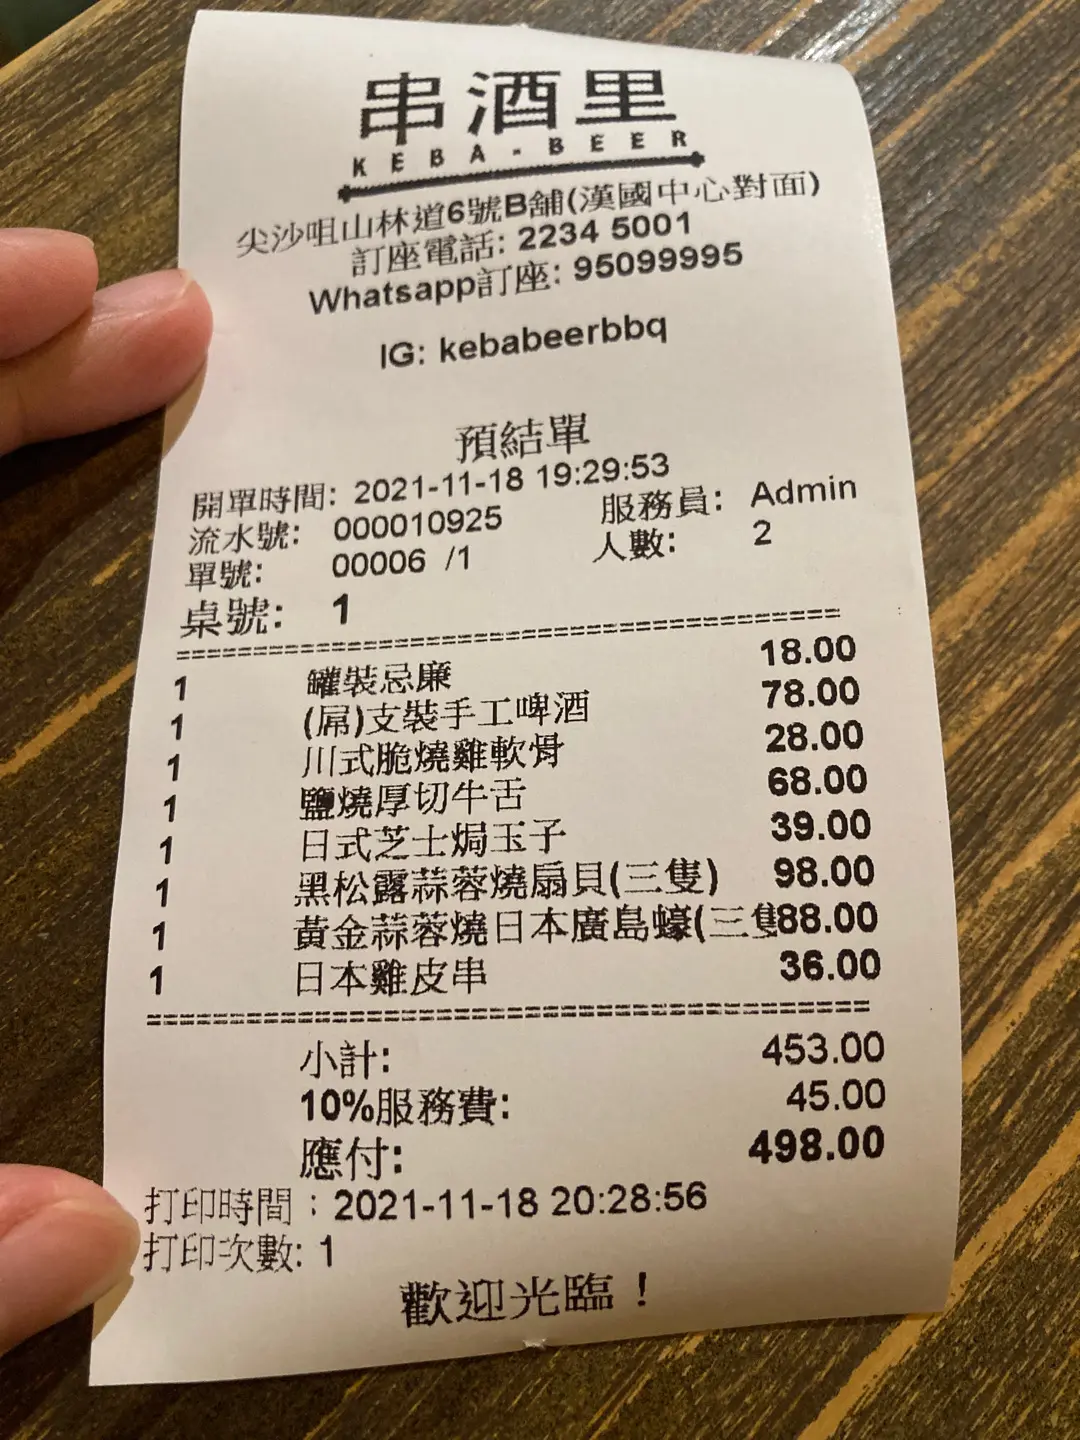 串酒里
KEBA-BEER
尖沙咀山林道6號B舖(漢國中心對面)
訂座電話: 2234 5001
Whatsapp訂座: 95099995
IG: kebabeerbbq
預結單
開單時間: 2021-11-18 19:29:53
流水號: 000010925 服務員: Admin
單號: 00006 /1 人數: 2
桌號: 1
1 罐裝忌廉 18.00
1 (屌)支裝手工啤酒 78.00
1 川式脆燒雞軟骨 28.00
1 鹽燒厚切牛舌 68.00
1 日式芝士焗玉子 39.00
1 黑松露蒜蓉燒扇貝(三隻) 98.00
1 黃金蒜蓉燒日本廣島蠔(三隻 88.00
1 日本雞皮串 36.00
小計: 453.00
10%服務費: 45.00
應付: 498.00
打印時間：2021-11-18 20:28:56
打印次數: 1
歡迎光臨！